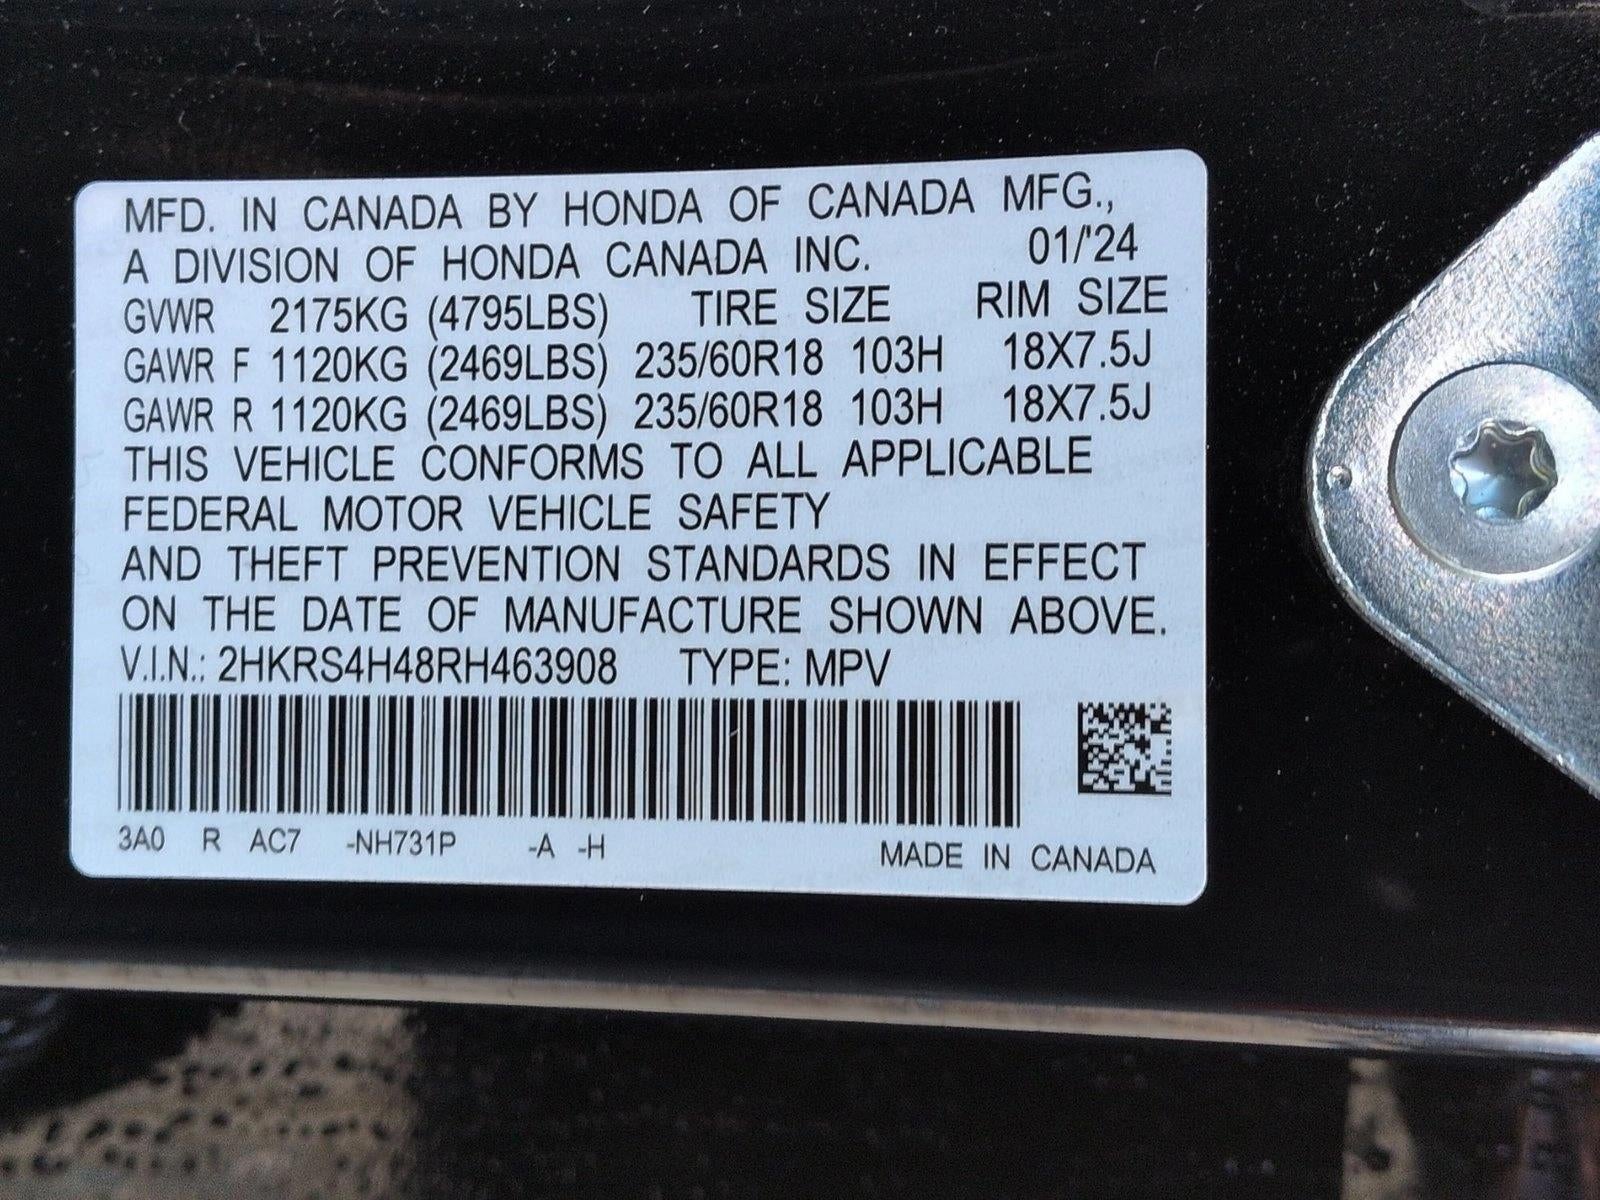 MFD. IN CANADA BY HONDA OF CANADA MFG.,
A DIVISION OF HONDA CANADA INC. 01/'24
GVWR 2175KG (4795LBS) TIRE SIZE RIM SIZE
GAWR F 1120KG (2469LBS) 235/60R18 103H 18X7.5J
GAWR R 1120KG (2469LBS) 235/60R18 103H 18X7.5J
THIS VEHICLE CONFORMS TO ALL APPLICABLE
FEDERAL MOTOR VEHICLE SAFETY
AND THEFT PREVENTION STANDARDS IN EFFECT
ON THE DATE OF MANUFACTURE SHOWN ABOVE.
V.I.N.: 2HKRS4H48RH463908 TYPE: MPV
3A0 R AC7 -NH731P -A -H MADE IN CANADA